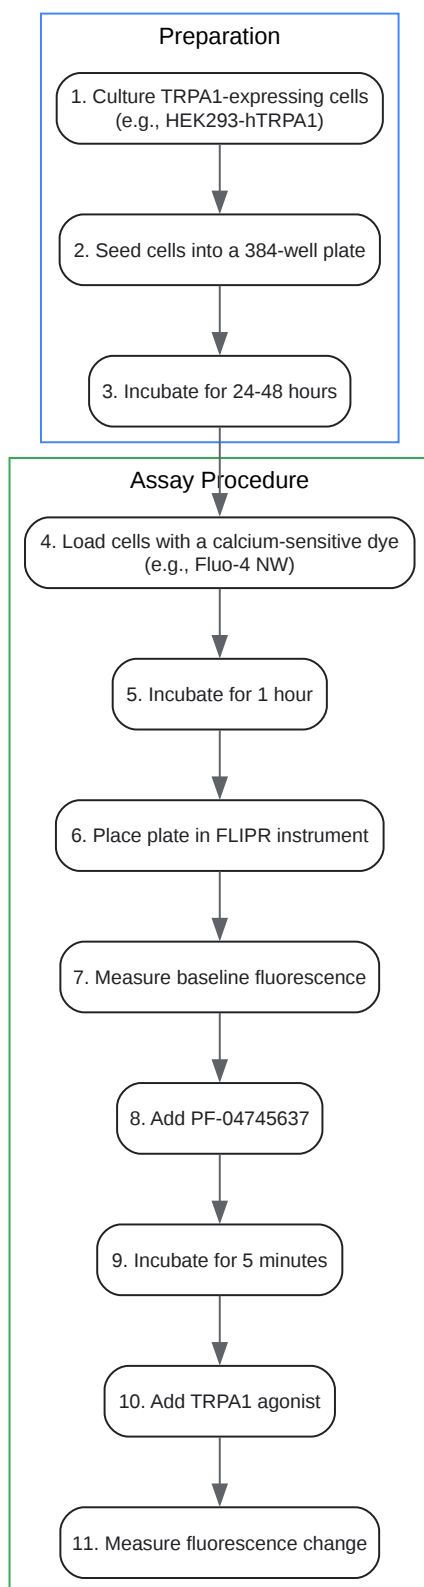 Preparation
1. Culture TRPA1-expressing cells
(e.g., HEK293-hTRPA1)
2. Seed cells into a 384-well plate
3. Incubate for 24-48 hours
Assay Procedure
4. Load cells with a calcium-sensitive dye
(e.g., Fluo-4 NW)
5. Incubate for 1 hour
6. Place plate in FLIPR instrument
7. Measure baseline fluorescence
8. Add PF-04745637
9. Incubate for 5 minutes
10. Add TRPA1 agonist
11. Measure fluorescence change